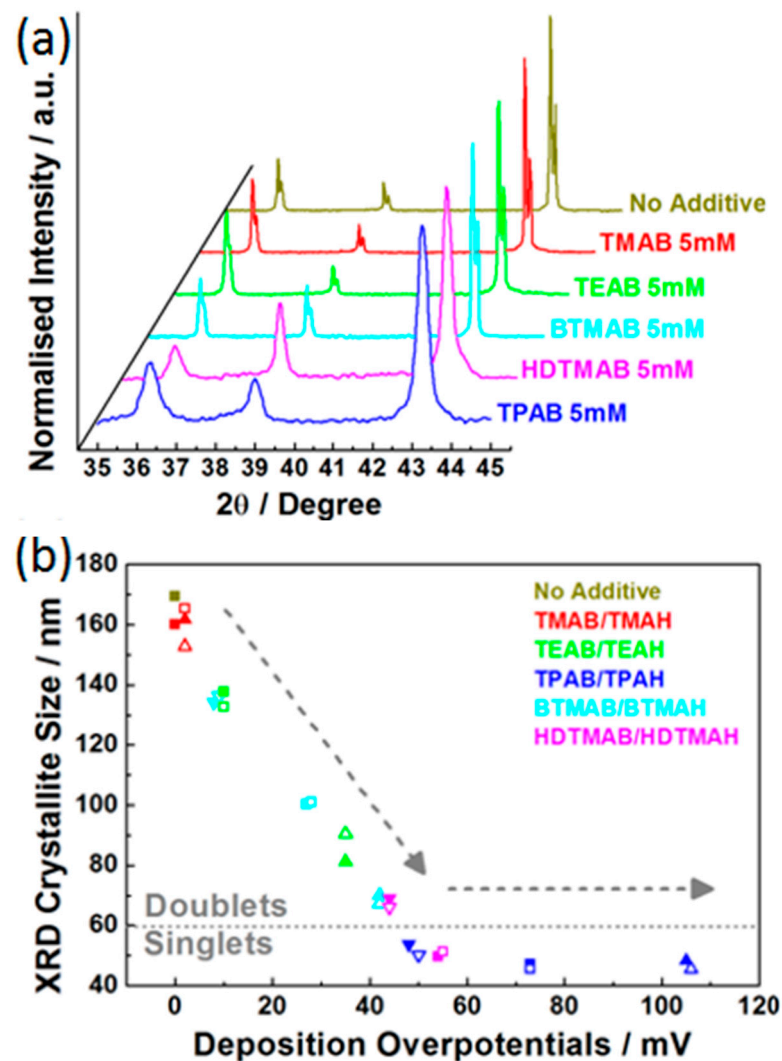 (a)
Normalised Intensity / a.u.
No Additive
TMAB 5mM
TEAB 5mM
BTMAB 5mM
HDTMAB 5mM
TPAB 5mM
35 36 37 38 39 40 41 42 43 44 45
2θ / Degree
(b)
XRD Crystallite Size / nm
180
160
140
120
100
80
60
40
No Additive
TMAB/TMAH
TEAB/TEAH
TPAB/TPAH
BTMAB/BTMAH
HDTMAB/HDTMAH
Doublets
Singlets
0 20 40 60 80 100 120
Deposition Overpotentials / mV